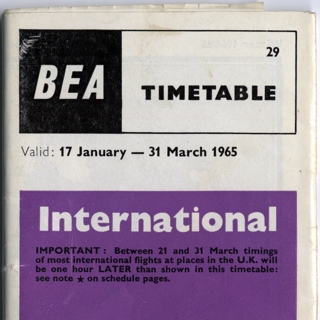 29
BEA TIMETABLE
Valid: 17 January — 31 March 1965
International
IMPORTANT: Between 21 and 31 March timings
of most international flights at places in the U.K. will
be one hour LATER than shown in this timetable:
see note ★ on schedule pages.